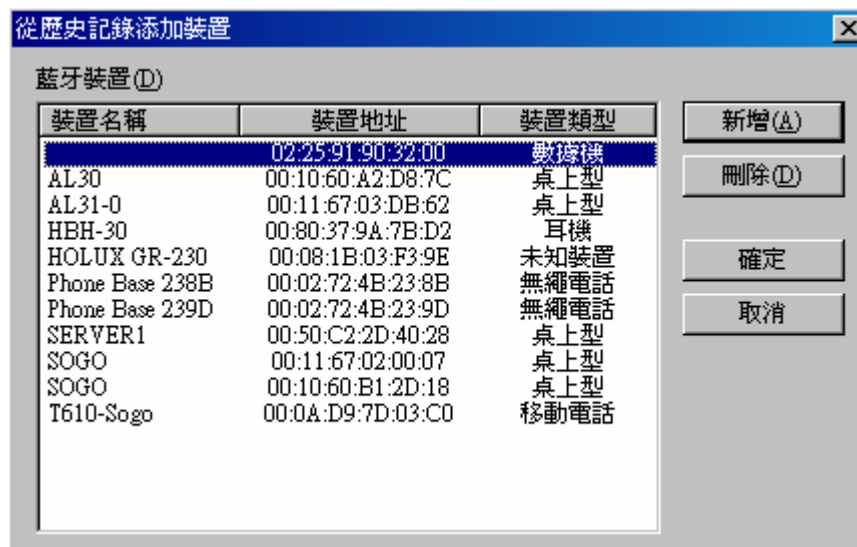 從歷史記錄添加裝置
藍牙裝置(D)
裝置名稱 裝置地址 裝置類型
02:25:91:90:32:00 數據機
AL30 00:10:60:A2:D8:7C 桌上型
AL31-0 00:11:67:03:DB:62 桌上型
HBH-30 00:80:37:9A:7B:D2 耳機
HOLUX GR-230 00:08:1B:03:F3:9E 未知裝置
Phone Base 238B 00:02:72:4B:23:8B 無繩電話
Phone Base 239D 00:02:72:4B:23:9D 無繩電話
SERVER1 00:50:C2:2D:40:28 桌上型
SOGO 00:11:67:02:00:07 桌上型
SOGO 00:10:60:B1:2D:18 桌上型
T610-Sogo 00:0A:D9:7D:03:C0 移動電話
新增(A)
刪除(D)
確定
取消